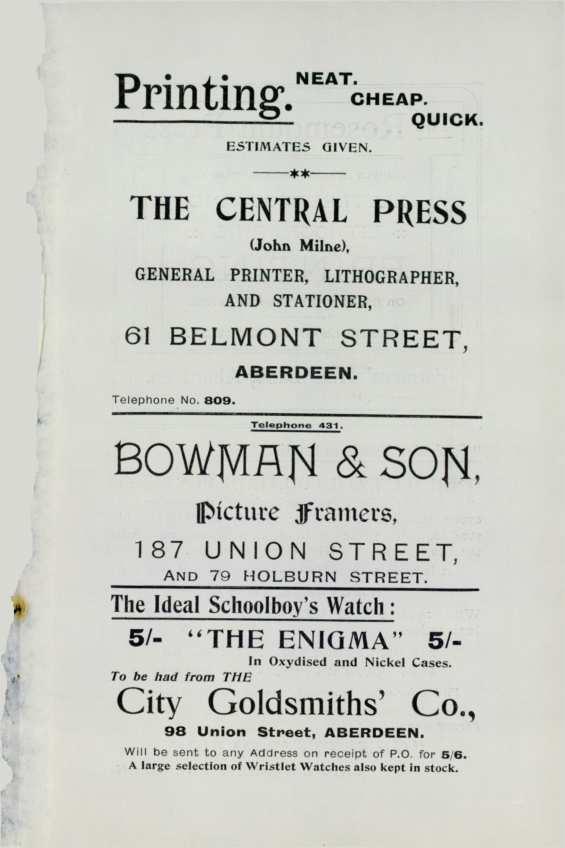 Printing. NEAT.
CHEAP.
QUICK.
ESTIMATES GIVEN.
THE CENTRAL PRESS
(John Milne),
GENERAL PRINTER, LITHOGRAPHER,
AND STATIONER,
61 BELMONT STREET,
ABERDEEN.
Telephone No. 809.
Telephone 431.
BOWMAN & SON,
Picture Framers,
187 UNION STREET,
AND 79 HOLBURN STREET.
The Ideal Schoolboy's Watch:
5/- "THE ENIGMA" 5/-
In Oxydised and Nickel Cases.
To be had from THE
City Goldsmiths' Co.,
98 Union Street, ABERDEEN.
Will be sent to any Address on receipt of P.O. for 5/6.
A large selection of Wristlet Watches also kept in stock.